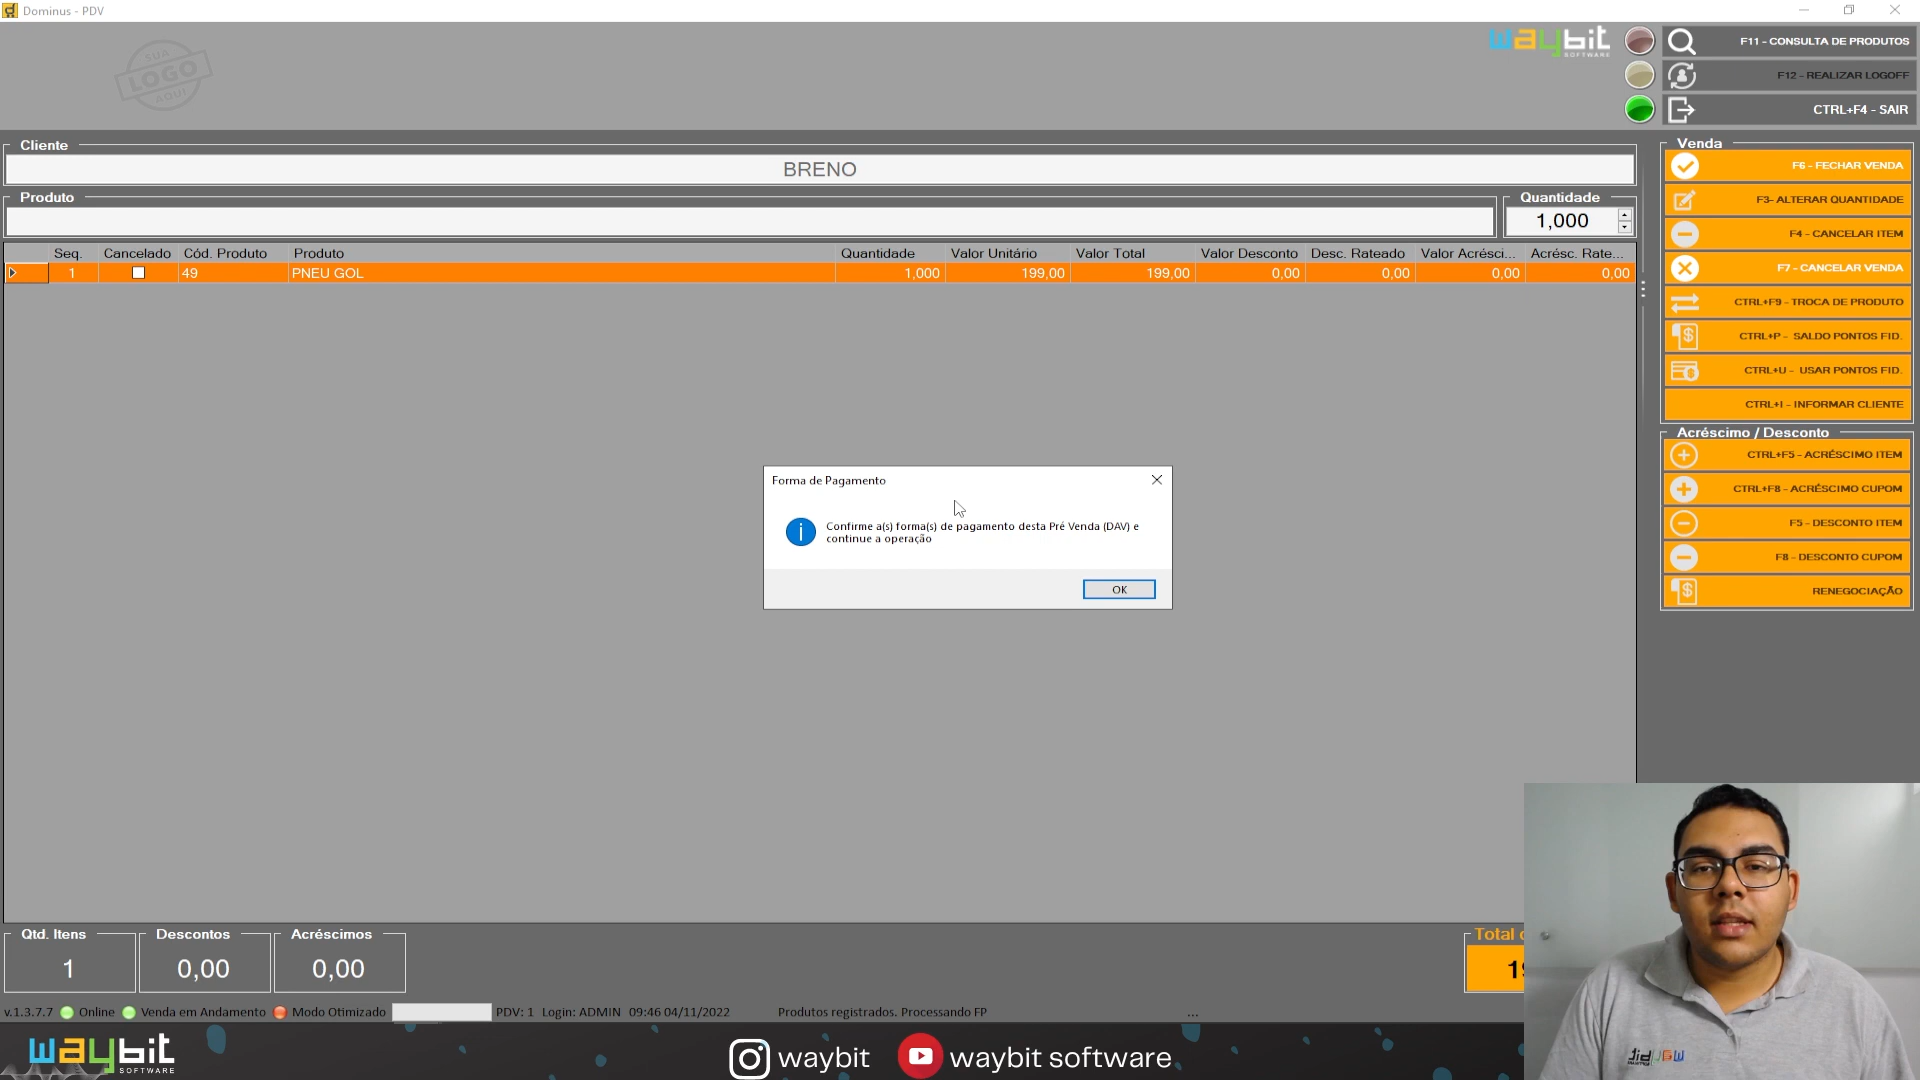 Dominus - PDV
SUA
LOGO
AQUI
waybit
SOFTWARE
F11 - CONSULTA DE PRODUTOS
F12 - REALIZAR LOGOFF
CTRL+F4 - SAIR
Cliente
BRENO
Produto
Quantidade
1,000
Seq. Cancelado Cód. Produto Produto Quantidade Valor Unitário Valor Total Valor Desconto Desc. Rateado Valor Acrésci... Acrésc. Rate...
1 49 PNEU GOL 1,000 199,00 199,00 0,00 0,00 0,00 0,00
Venda
F6 - FECHAR VENDA
F3- ALTERAR QUANTIDADE
F4 - CANCELAR ITEM
F7 - CANCELAR VENDA
CTRL+F9 - TROCA DE PRODUTO
CTRL+P - SALDO PONTOS FID.
CTRL+U - USAR PONTOS FID.
CTRL+I - INFORMAR CLIENTE
Acréscimo / Desconto
CTRL+F5 - ACRÉSCIMO ITEM
CTRL+F8 - ACRÉSCIMO CUPOM
F5 - DESCONTO ITEM
F8 - DESCONTO CUPOM
RENEGOCIAÇÃO
Forma de Pagamento
Confirme a(s) forma(s) de pagamento desta Pré Venda (DAV) e
continue a operação
OK
Qtd. Itens
1
Descontos
0,00
Acréscimos
0,00
Total
v.1.3.7.7 Online Venda em Andamento Modo Otimizado PDV: 1 Login: ADMIN 09:46 04/11/2022 Produtos registrados. Processando FP ...
waybit
SOFTWARE
waybit
waybit software